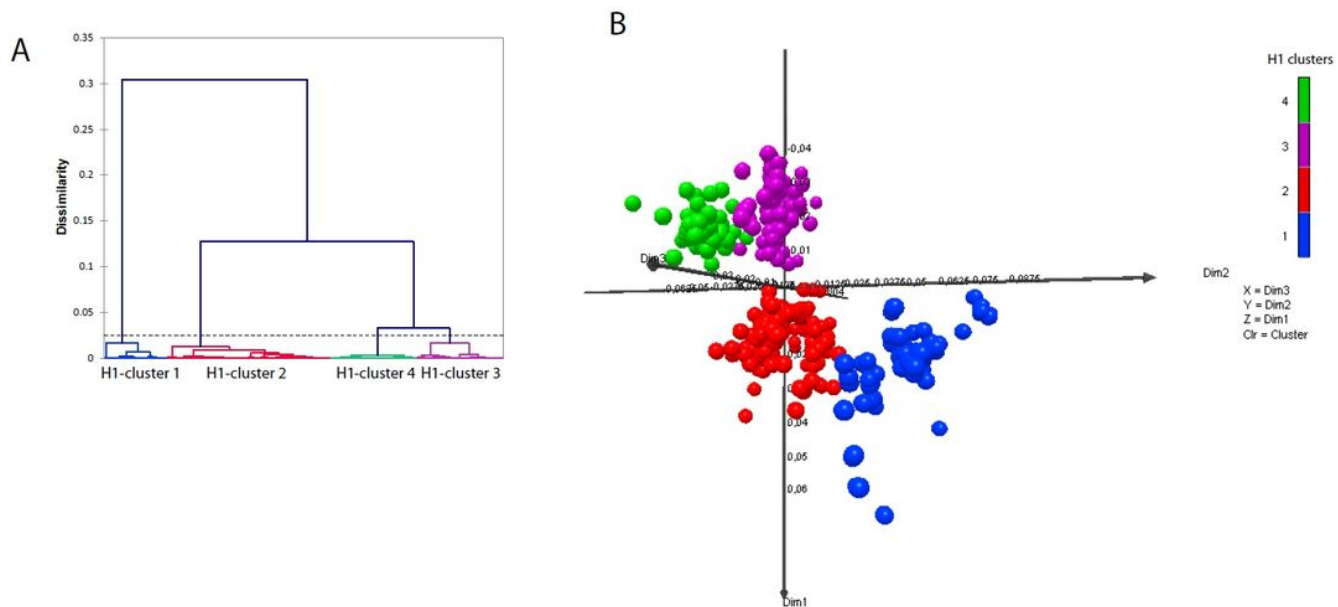 A
0.35
0.3
0.25
0.2
0.15
0.1
0.05
0
Dissimilarity
H1-cluster 1
H1-cluster 2
H1-cluster 4
H1-cluster 3
B
-0,04
0,01
0,04
0,05
0,06
Dim3
Dim2
Dim1
0,0625
-0,075
-0,0875
H1 clusters
4
3
2
1
X = Dim3
Y = Dim2
Z = Dim1
Clr = Cluster